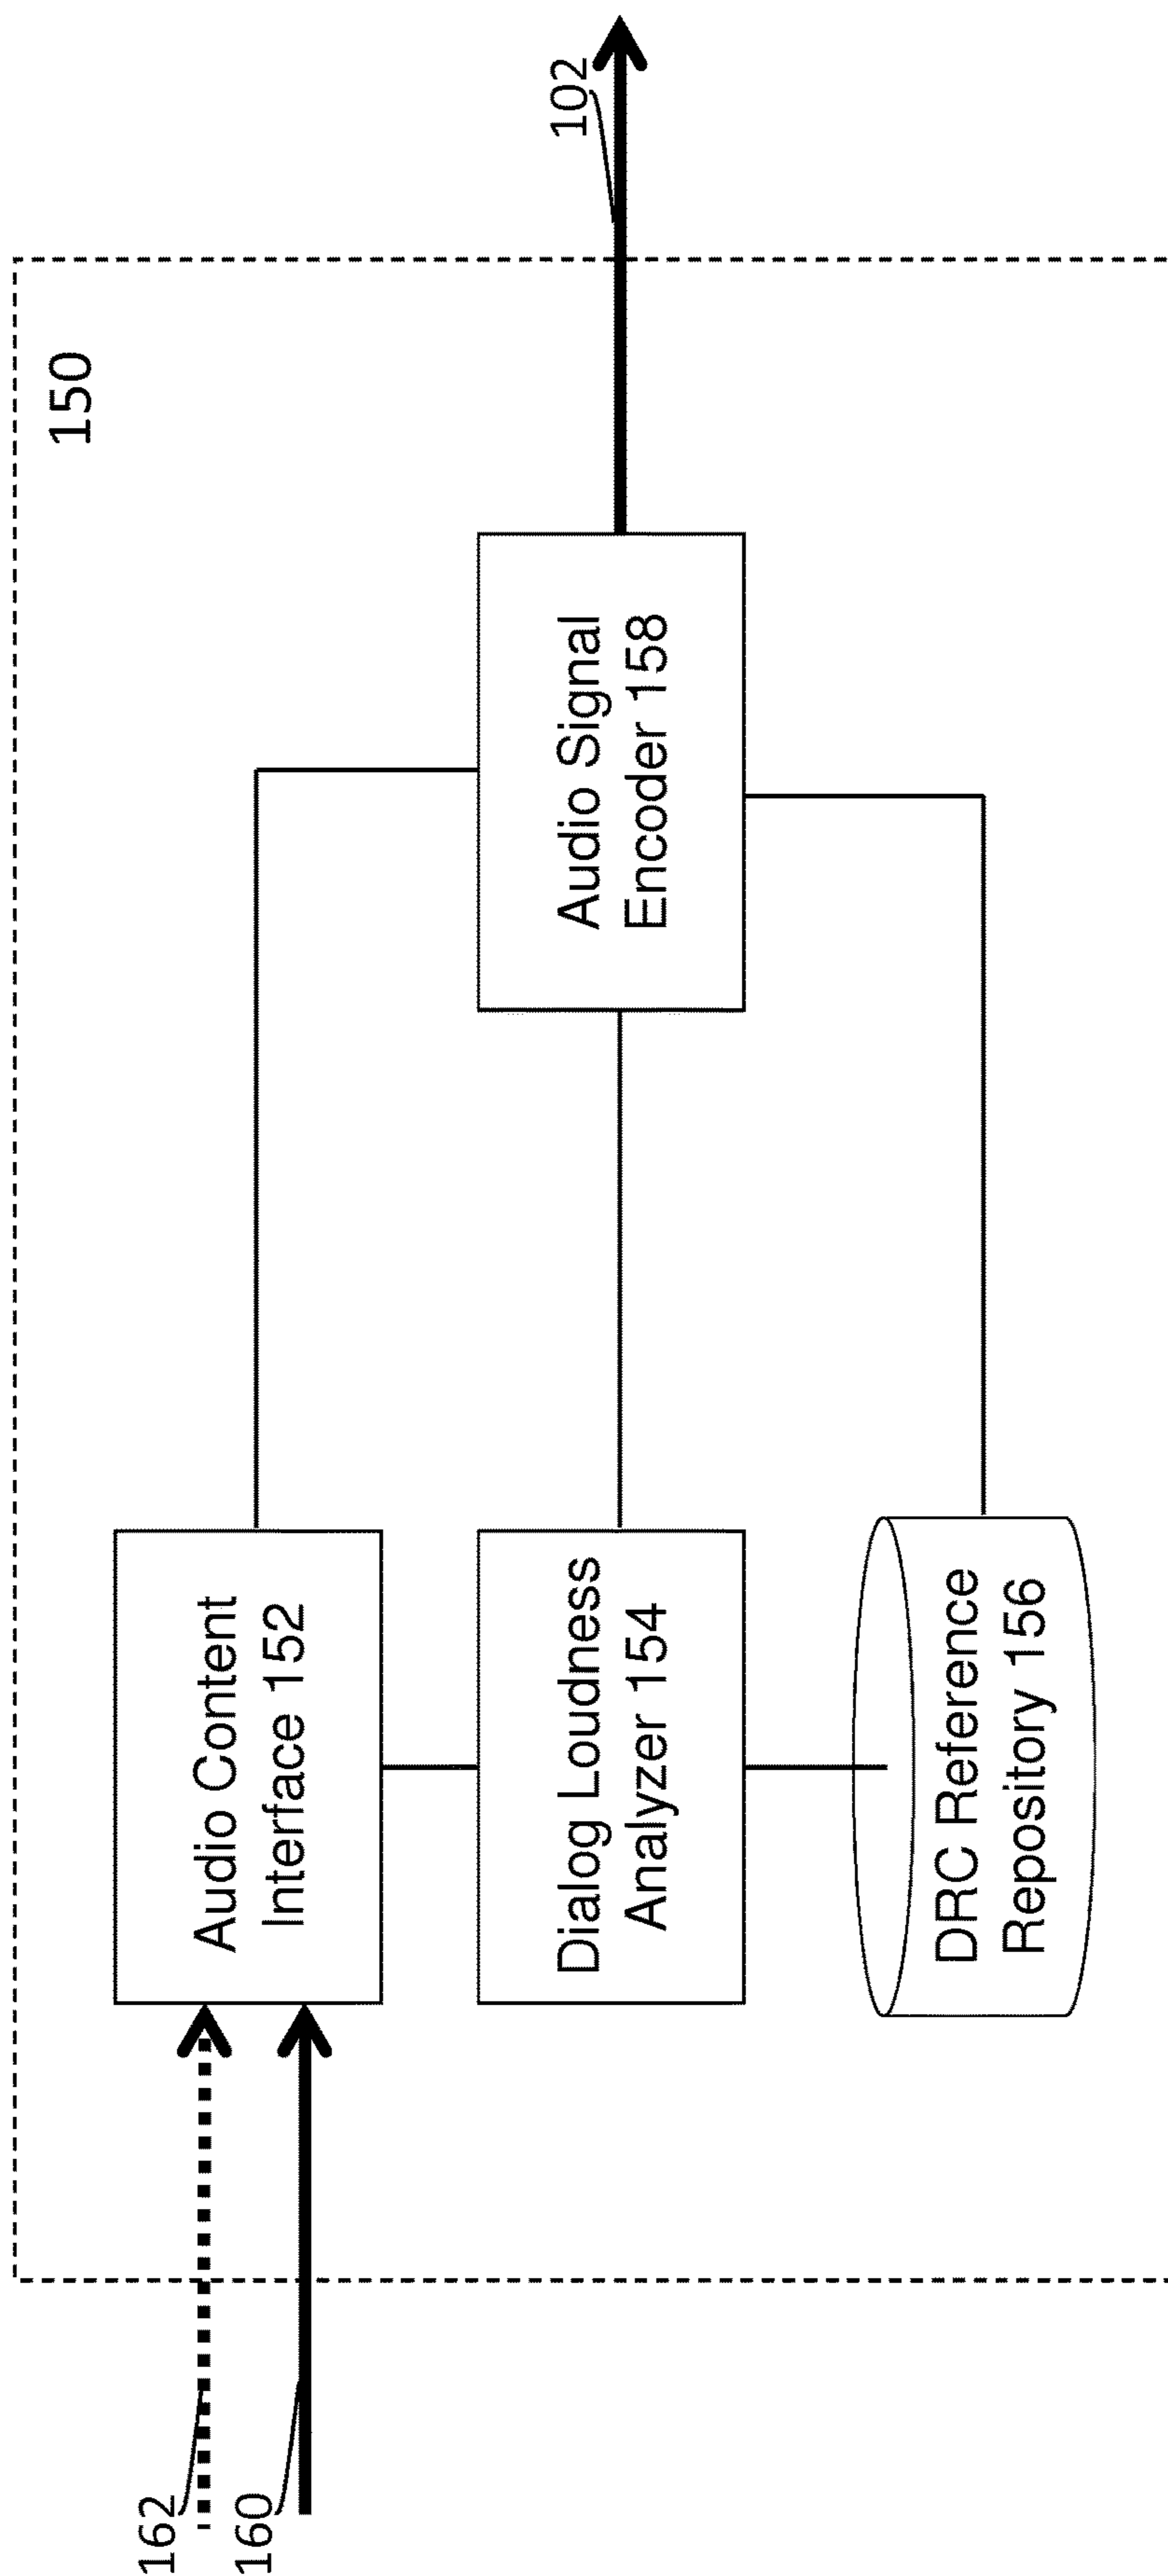 150
162
160
Audio Content
Interface 152
Dialog Loudness
Analyzer 154
DRC Reference
Repository 156
Audio Signal
Encoder 158
102